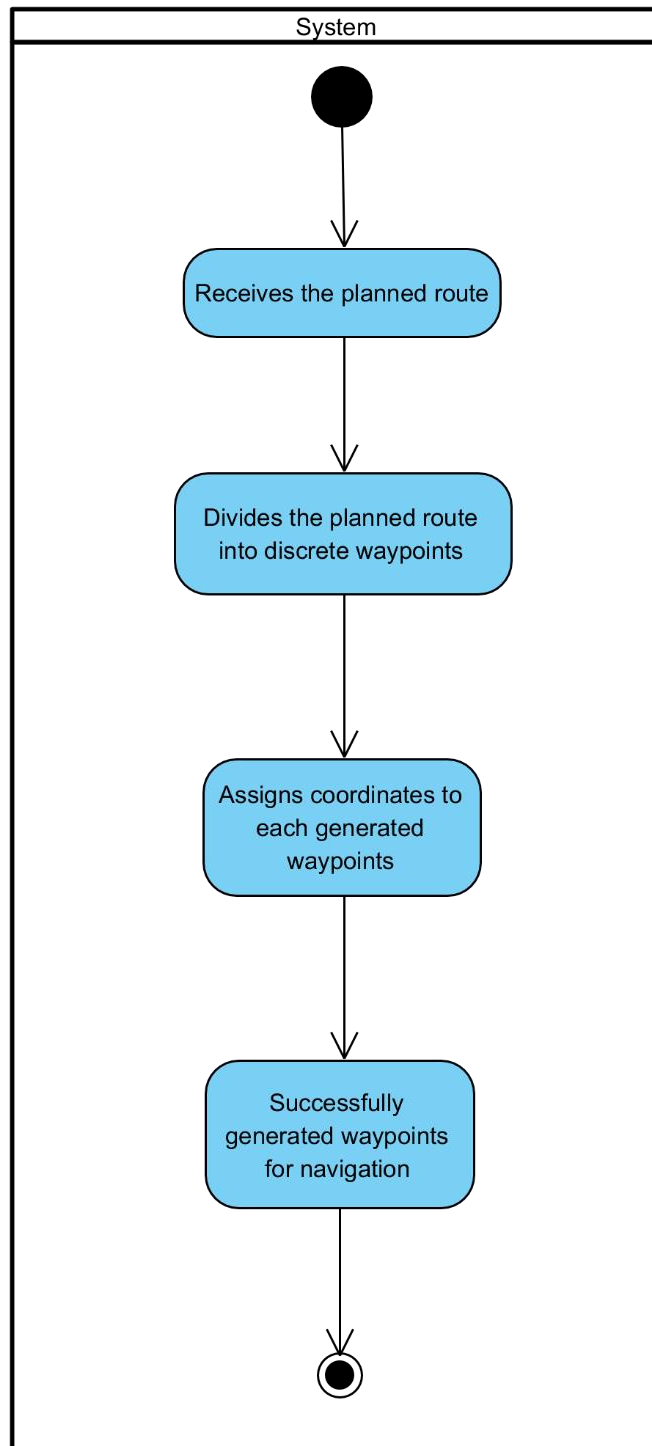 System
Receives the planned route
Divides the planned route
into discrete waypoints
Assigns coordinates to
each generated
waypoints
Successfully
generated waypoints
for navigation